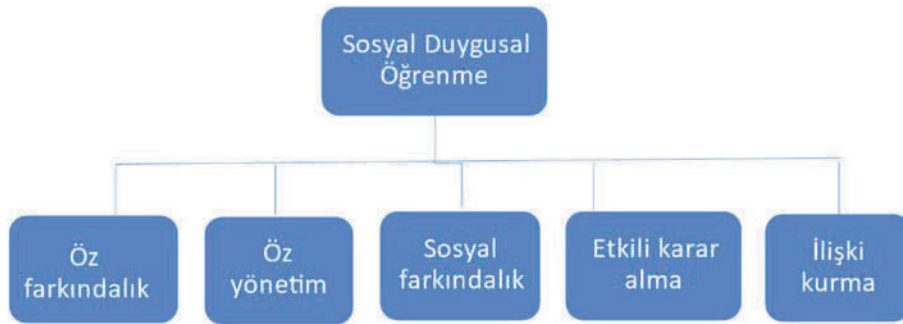 Sosyal Duygusal
Öğrenme
Öz
farkındalık
Öz
yönetim
Sosyal
farkındalık
Etkili karar
alma
İlişki
kurma